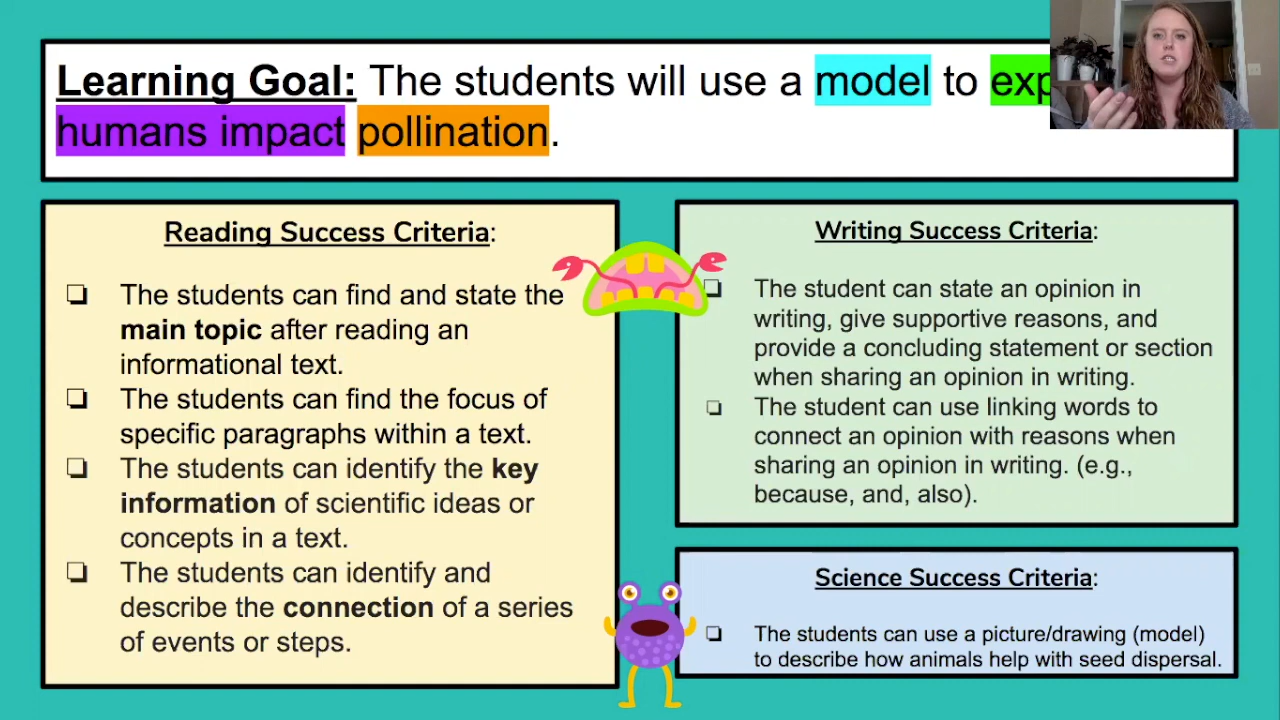 Learning Goal: The students will use a model to
humans impact pollination.
Reading Success Criteria:
The students can find and state the
main topic after reading an
informational text.
The students can find the focus of
specific paragraphs within a text.
The students can identify the key
information of scientific ideas or
concepts in a text.
The students can identify and
describe the connection of a series
of events or steps.
Writing Success Criteria:
The student can state an opinion in
writing, give supportive reasons, and
provide a concluding statement or section
when sharing an opinion in writing.
The student can use linking words to
connect an opinion with reasons when
sharing an opinion in writing. (e.g.,
because, and, also).
Science Success Criteria:
The students can use a picture/drawing (model)
to describe how animals help with seed dispersal.